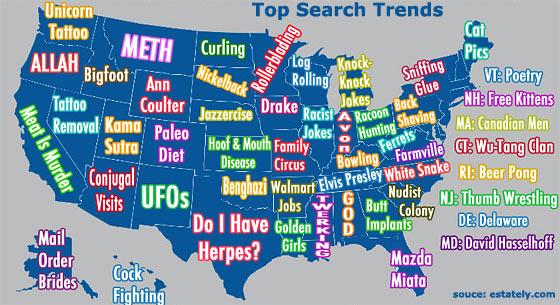 Top Search Trends
Unicorn
Tattoo
METH
Curling
Rollerblading
Log
Rolling
Knock-
Knock
Jokes
Sniffing
Glue
Cat
Pics
ALLAH
Bigfoot
Ann
Coulter
Nickelback
Drake
Racist
Jokes
AVON
Racoon
Hunting
Back
Shaving
Ferrets
Farmville
Meat Is Murder
Tattoo
Removal
Kama
Sutra
Paleo
Diet
Jazzercise
Hoof & Mouth
Disease
Family
Circus
Bowling
White Snake
Conjugal
Visits
UFOs
Benghazi
Walmart
Jobs
Elvis Presley
Nudist
Colony
Do I Have
Herpes?
Golden
Girls
TWERKING
GOD
Butt
Implants
Mazda
Miata
Mail
Order
Brides
Cock
Fighting
VT: Poetry
NH: Free Kittens
MA: Canadian Men
CT: Wu-Tang Clan
RI: Beer Pong
NJ: Thumb Wrestling
DE: Delaware
MD: David Hasselhoff
souce: estately.com